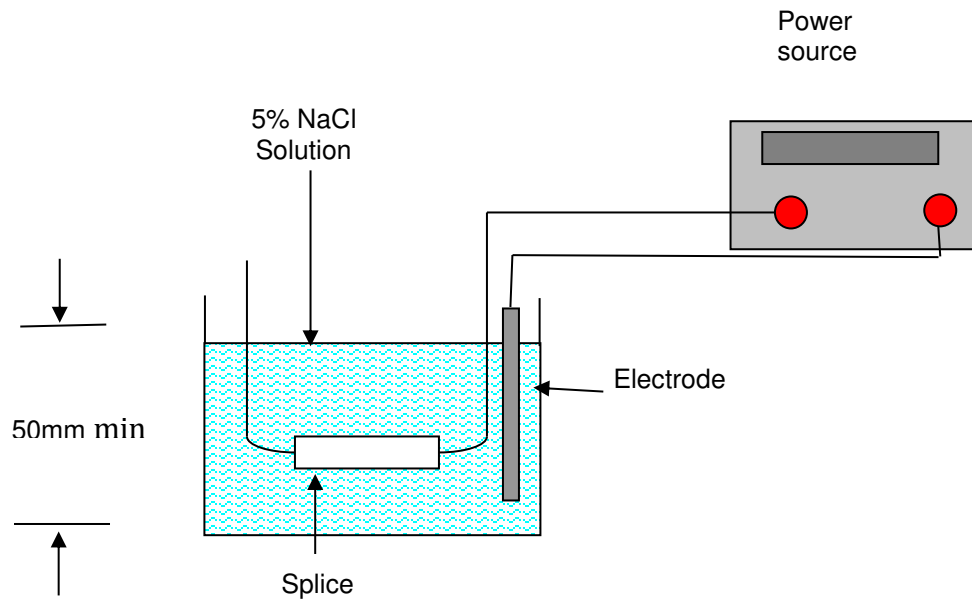 Power
source
5% NaCl
Solution
Electrode
50mm min
Splice